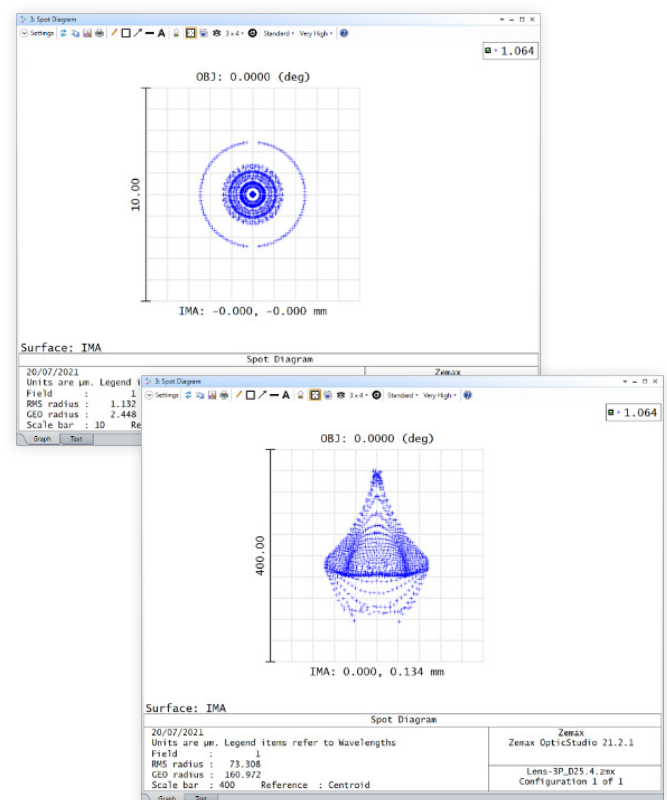 3: Spot Diagram
Settings
3 x 4
Standard
Very High
1.064
OBJ: 0.0000 (deg)
10.00
IMA: -0.000, -0.000 mm
Surface: IMA
Spot Diagram
20/07/2021
Zemax
Units are µm. Legend
Field : 1
RMS radius : 1.132
GEO radius : 2.448
Scale bar : 10
Graph Text
3: Spot Diagram
Settings
3 x 4
Standard
Very High
1.064
OBJ: 0.0000 (deg)
400.00
IMA: 0.000, 0.134 mm
Surface: IMA
Spot Diagram
20/07/2021
Units are µm. Legend items refer to Wavelengths
Field : 1
RMS radius : 73.308
GEO radius : 160.972
Scale bar : 400 Reference : Centroid
Zemax
Zemax OpticStudio 21.2.1
Lens-3P_D25.4.zmx
Configuration 1 of 1
Graph Text